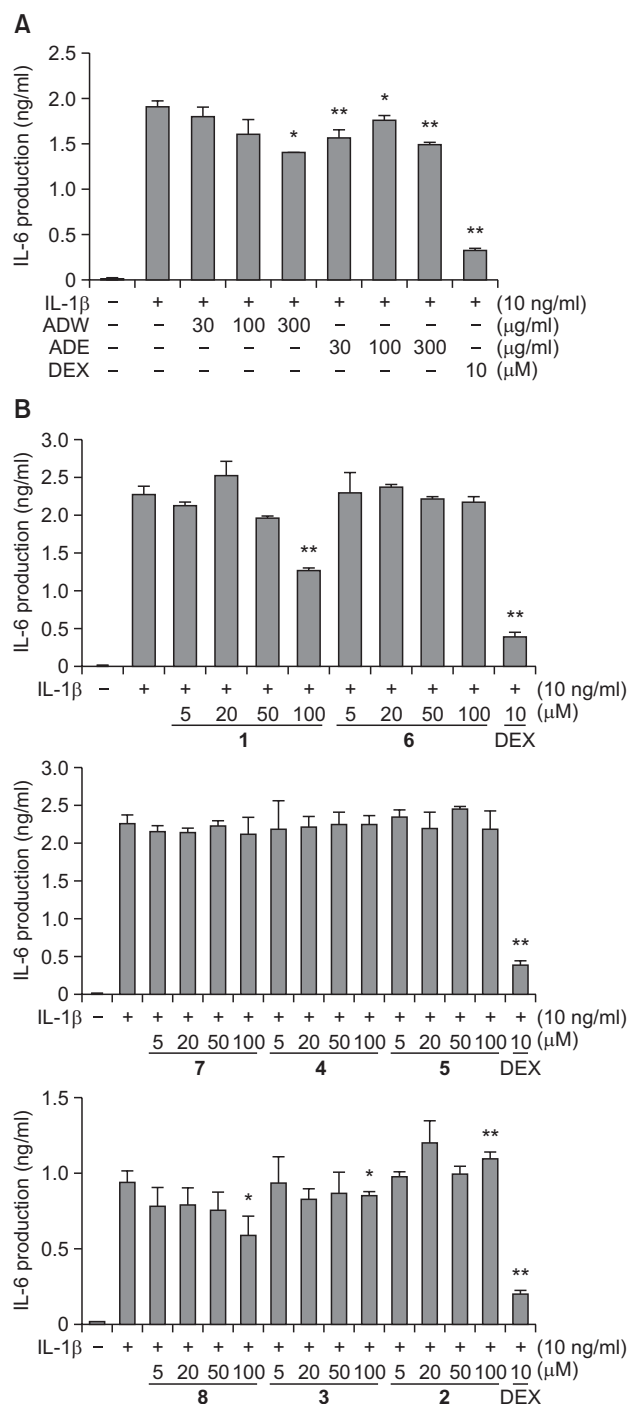 A
IL-6 production (ng/ml)
2.5
2.0
1.5
1.0
0.5
0
* ** * ** **
IL-1β – + + + + + + + + (10 ng/ml)
ADW – – 30 100 300 – – – – (μg/ml)
ADE – – – – – 30 100 300 – (μg/ml)
DEX – – – – – – – – 10 (μM)
B
IL-6 production (ng/ml)
3.0
2.5
2.0
1.5
1.0
0.5
0
** **
IL-1β – + + + + + + + + + + (10 ng/ml)
5 20 50 100 5 20 50 100 10 (μM)
1 6 DEX
IL-6 production (ng/ml)
3.0
2.5
2.0
1.5
1.0
0.5
0
**
IL-1β – + + + + + + + + + + + + + + (10 ng/ml)
5 20 50 100 5 20 50 100 5 20 50 100 10 (μM)
7 4 5 DEX
IL-6 production (ng/ml)
1.5
1.0
0.5
0
* * ** **
IL-1β – + + + + + + + + + + + + + + (10 ng/ml)
5 20 50 100 5 20 50 100 5 20 50 100 10 (μM)
8 3 2 DEX